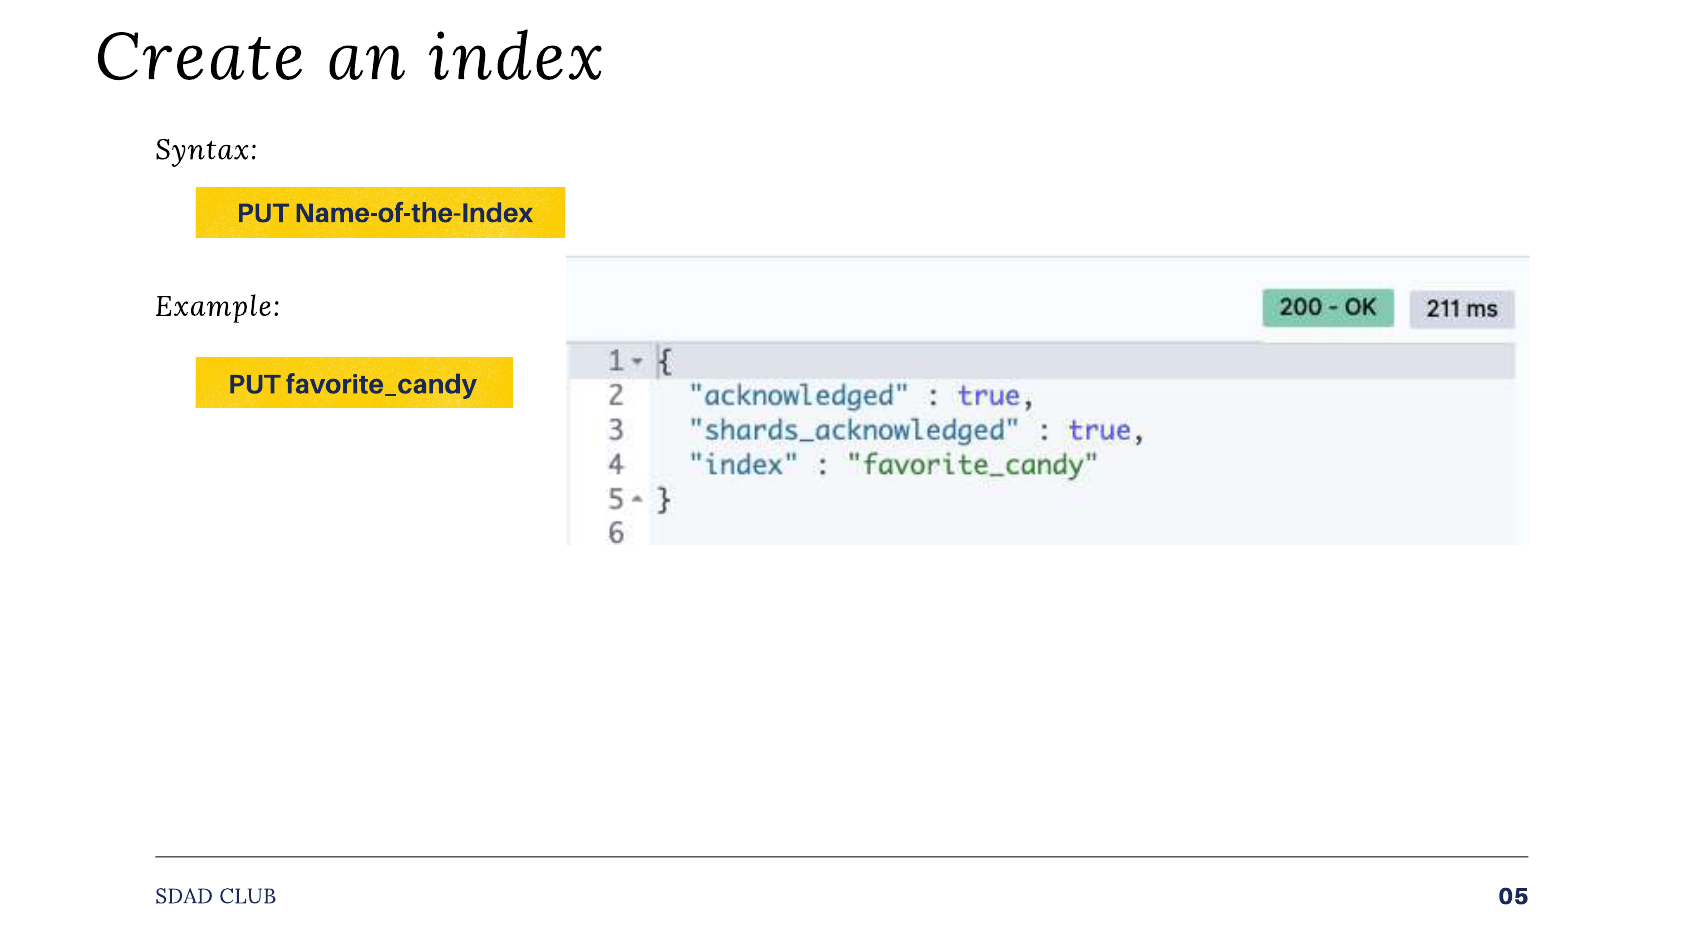 Create an index
Syntax:
PUT Name-of-the-Index
Example:
PUT favorite_candy
200 - OK 211 ms
1 {
2 "acknowledged" : true,
3 "shards_acknowledged" : true,
4 "index" : "favorite_candy"
5 }
6
SDAD CLUB 05